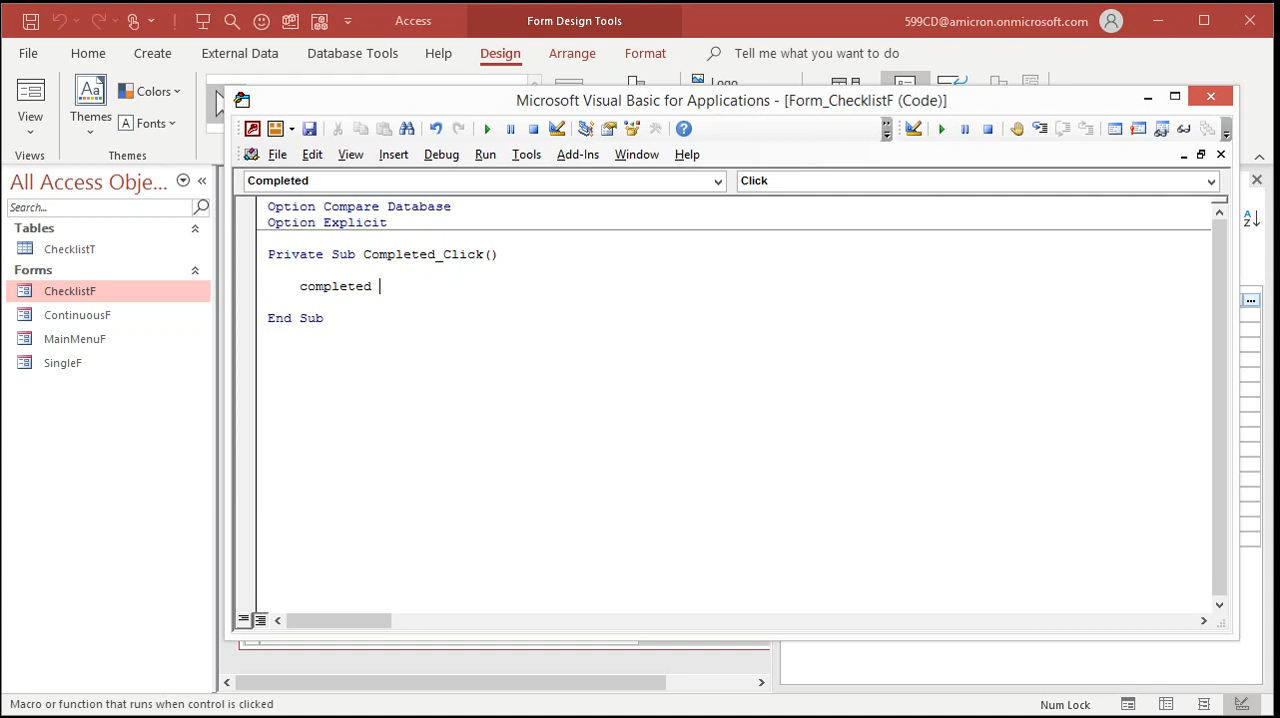 Access
Form Design Tools
599CD@amicron.onmicrosoft.com
File Home Create External Data Database Tools Help Design Arrange Format Tell me what you want to do
View
Views
Aa
Themes
Colors
Fonts
Themes
Logo
Microsoft Visual Basic for Applications - [Form_ChecklistF (Code)]
File Edit View Insert Debug Run Tools Add-Ins Window Help
Completed
Click
Option Compare Database
Option Explicit
Private Sub Completed_Click()
completed
End Sub
All Access Obje...
Search...
Tables
ChecklistT
Forms
ChecklistF
ContinuousF
MainMenuF
SingleF
Macro or function that runs when control is clicked
Num Lock